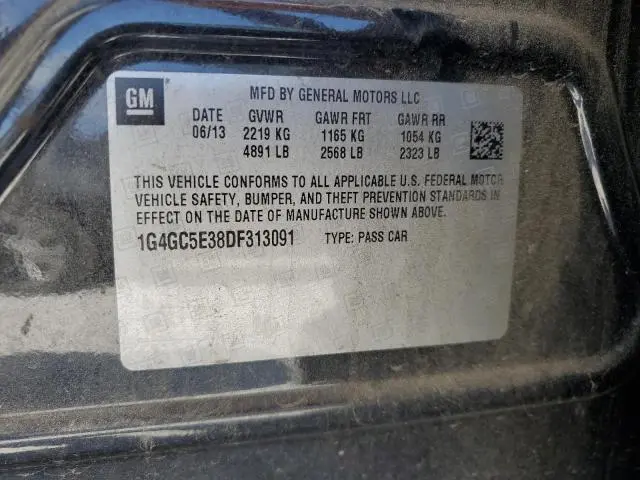 GM
MFD BY GENERAL MOTORS LLC
DATE GVWR GAWR FRT GAWR RR
06/13 2219 KG 1165 KG 1054 KG
4891 LB 2568 LB 2323 LB
THIS VEHICLE CONFORMS TO ALL APPLICABLE U.S. FEDERAL MOTOR
VEHICLE SAFETY, BUMPER, AND THEFT PREVENTION STANDARDS IN
EFFECT ON THE DATE OF MANUFACTURE SHOWN ABOVE.
1G4GC5E38DF313091 TYPE: PASS CAR